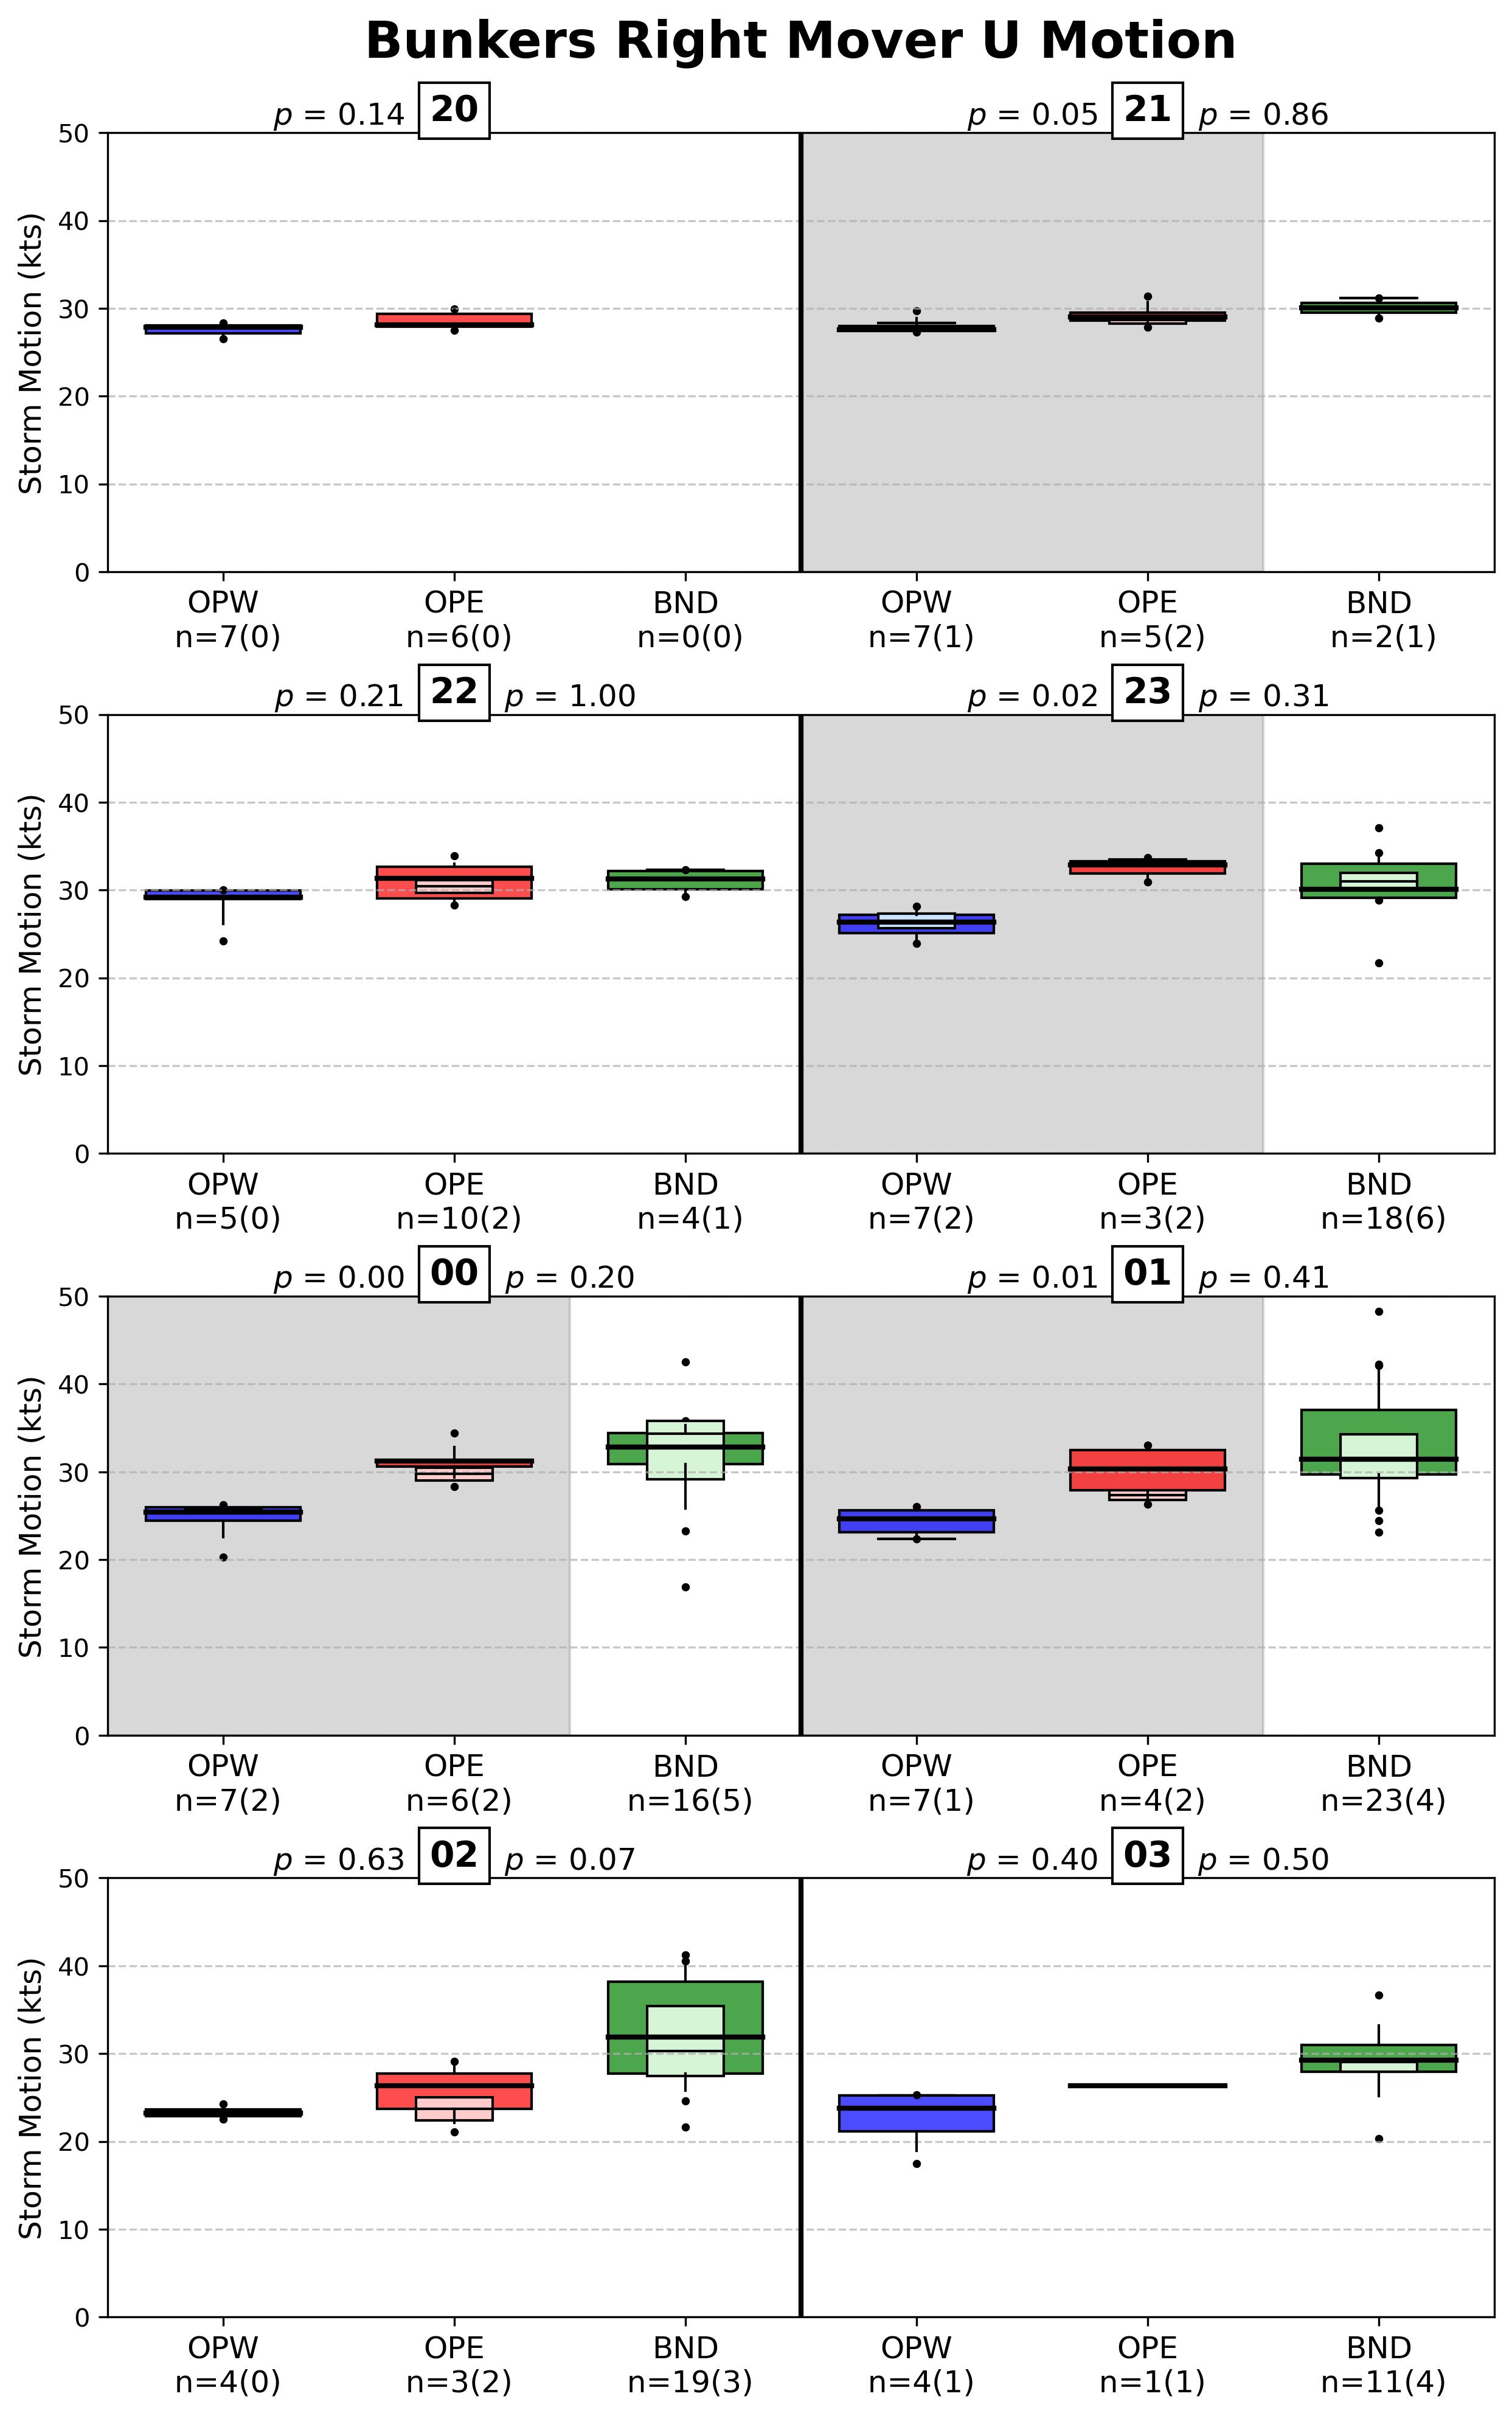 Bunkers Right Mover U Motion
p = 0.14 20
p = 0.05 21 p = 0.86
50
40
30
20
10
0
Storm Motion (kts)
OPW OPE BND OPW OPE BND
n=7(0) n=6(0) n=0(0) n=7(1) n=5(2) n=2(1)
p = 0.21 22 p = 1.00
p = 0.02 23 p = 0.31
50
40
30
20
10
0
Storm Motion (kts)
OPW OPE BND OPW OPE BND
n=5(0) n=10(2) n=4(1) n=7(2) n=3(2) n=18(6)
p = 0.00 00 p = 0.20
p = 0.01 01 p = 0.41
50
40
30
20
10
0
Storm Motion (kts)
OPW OPE BND OPW OPE BND
n=7(2) n=6(2) n=16(5) n=7(1) n=4(2) n=23(4)
p = 0.63 02 p = 0.07
p = 0.40 03 p = 0.50
50
40
30
20
10
0
Storm Motion (kts)
OPW OPE BND OPW OPE BND
n=4(0) n=3(2) n=19(3) n=4(1) n=1(1) n=11(4)